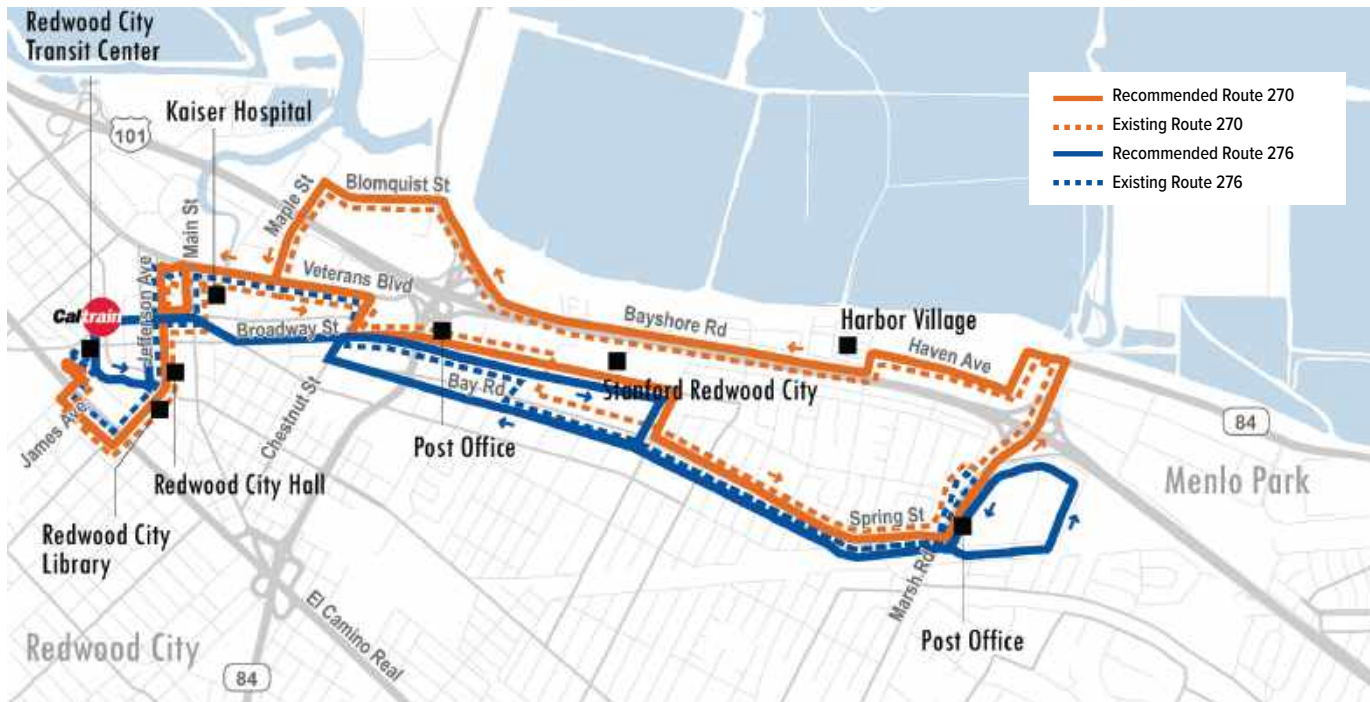 Redwood City
Transit Center
Kaiser Hospital
101
Recommended Route 270
Existing Route 270
Recommended Route 276
Existing Route 276
Maple St
Blomquist St
Main St
Jefferson Ave
Veterans Blvd
Caltrain
Broadway St
Bayshore Rd
Harbor Village
Haven Ave
Stanford Redwood City
Bay Rd
James Ave
Chestnut St
Post Office
84
Menlo Park
Redwood City Hall
Spring St
Redwood City
Library
Marsh Rd
El Camino Real
Post Office
Redwood City
84